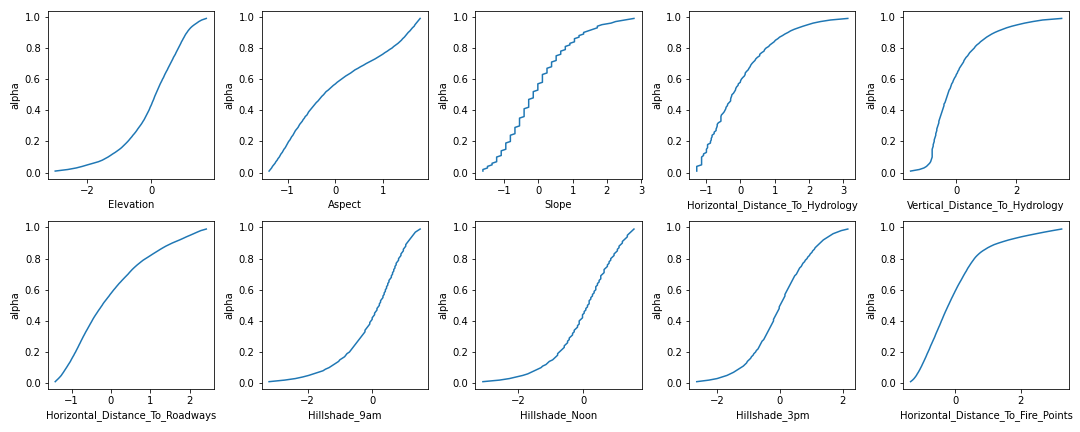 1.0
0.8
0.6
0.4
0.2
0.0
alpha
−2 0
Elevation
1.0
0.8
0.6
0.4
0.2
0.0
alpha
−1 0 1
Aspect
1.0
0.8
0.6
0.4
0.2
0.0
alpha
−1 0 1 2 3
Slope
1.0
0.8
0.6
0.4
0.2
0.0
alpha
−1 0 1 2 3
Horizontal_Distance_To_Hydrology
1.0
0.8
0.6
0.4
0.2
0.0
alpha
0 2
Vertical_Distance_To_Hydrology
1.0
0.8
0.6
0.4
0.2
0.0
alpha
−1 0 1 2
Horizontal_Distance_To_Roadways
1.0
0.8
0.6
0.4
0.2
0.0
alpha
−2 0
Hillshade_9am
1.0
0.8
0.6
0.4
0.2
0.0
alpha
−2 0
Hillshade_Noon
1.0
0.8
0.6
0.4
0.2
0.0
alpha
−2 0 2
Hillshade_3pm
1.0
0.8
0.6
0.4
0.2
0.0
alpha
0 2
Horizontal_Distance_To_Fire_Points